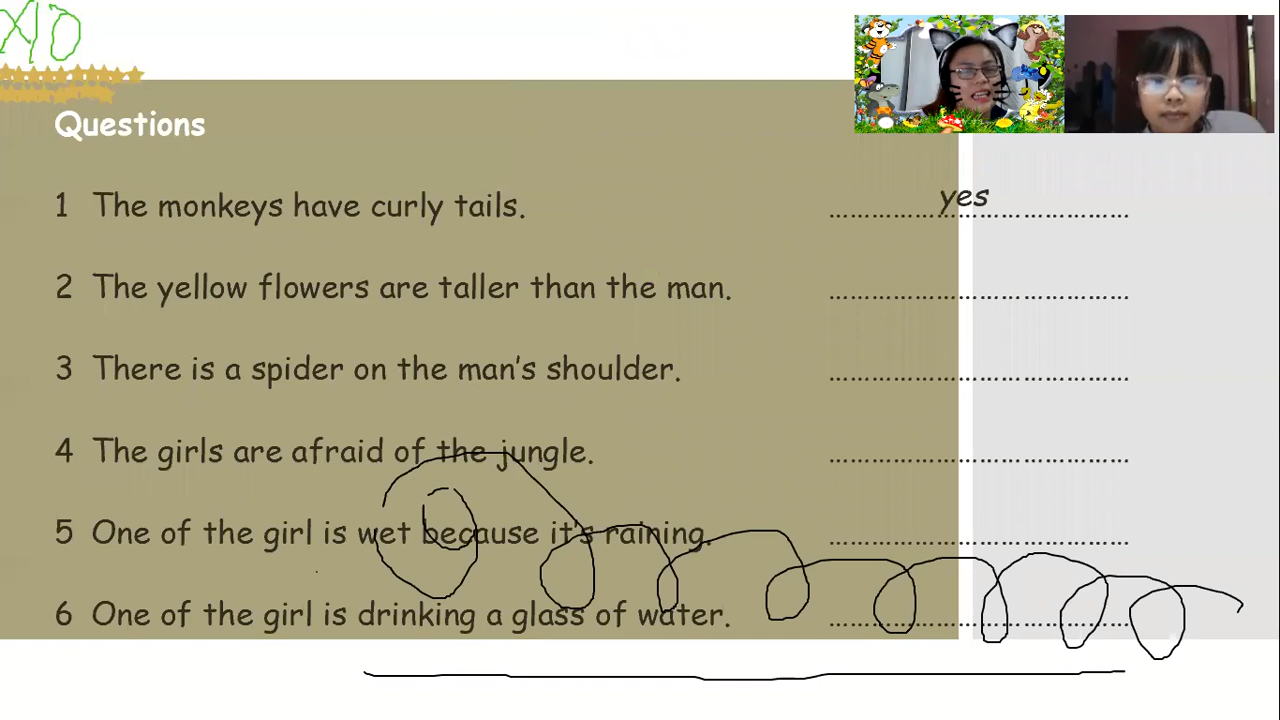 XD
Questions
1 The monkeys have curly tails. yes
2 The yellow flowers are taller than the man. ........................................
3 There is a spider on the man's shoulder. ........................................
4 The girls are afraid of the jungle. ........................................
5 One of the girl is wet because it's raining. ........................................
6 One of the girl is drinking a glass of water. ........................................